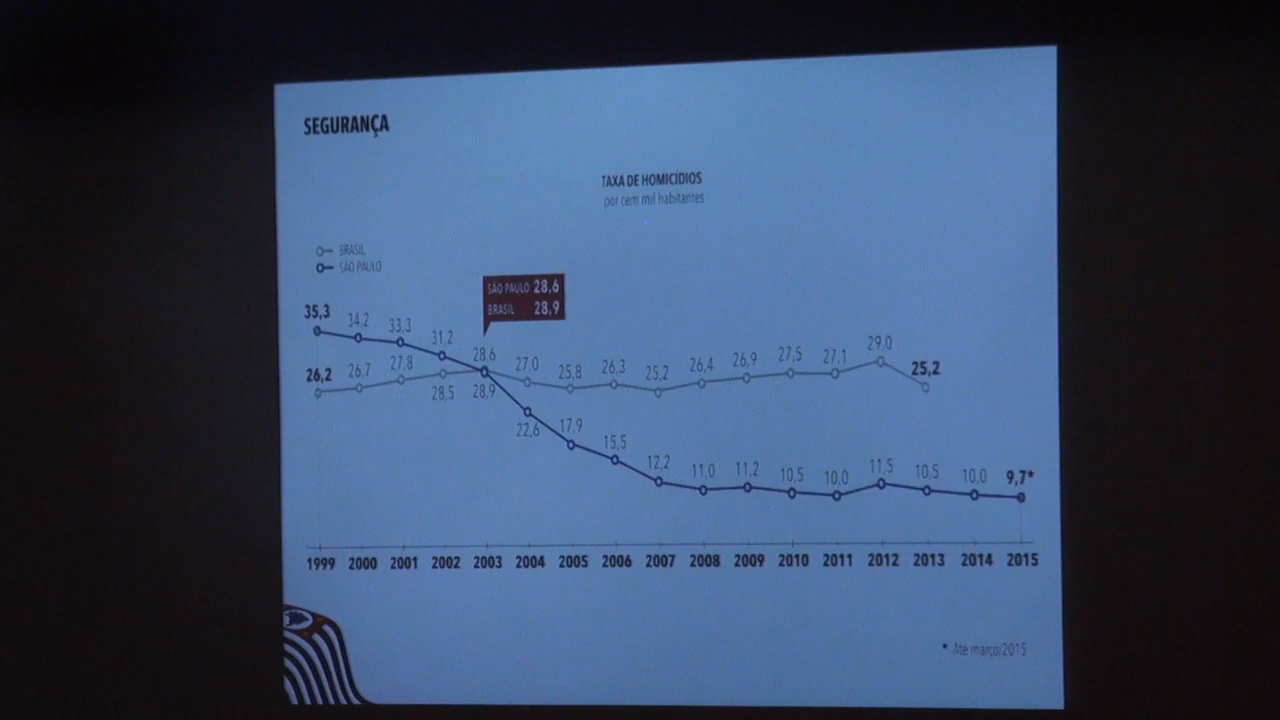 SEGURANÇA
TAXA DE HOMICÍDIOS
por cem mil habitantes
BRASIL
SÃO PAULO
SÃO PAULO 28,6
BRASIL 28,9
35,3 34,2 33,3 31,2 28,6 27,0 25,8 26,3 25,2 26,4 26,9 27,5 27,1 29,0 25,2
26,2 26,7 27,8 28,5 28,9 22,6 17,9 15,5 12,2 11,0 11,2 10,5 10,0 11,5 10,5 10,0 9,7*
1999 2000 2001 2002 2003 2004 2005 2006 2007 2008 2009 2010 2011 2012 2013 2014 2015
* Até março/2015